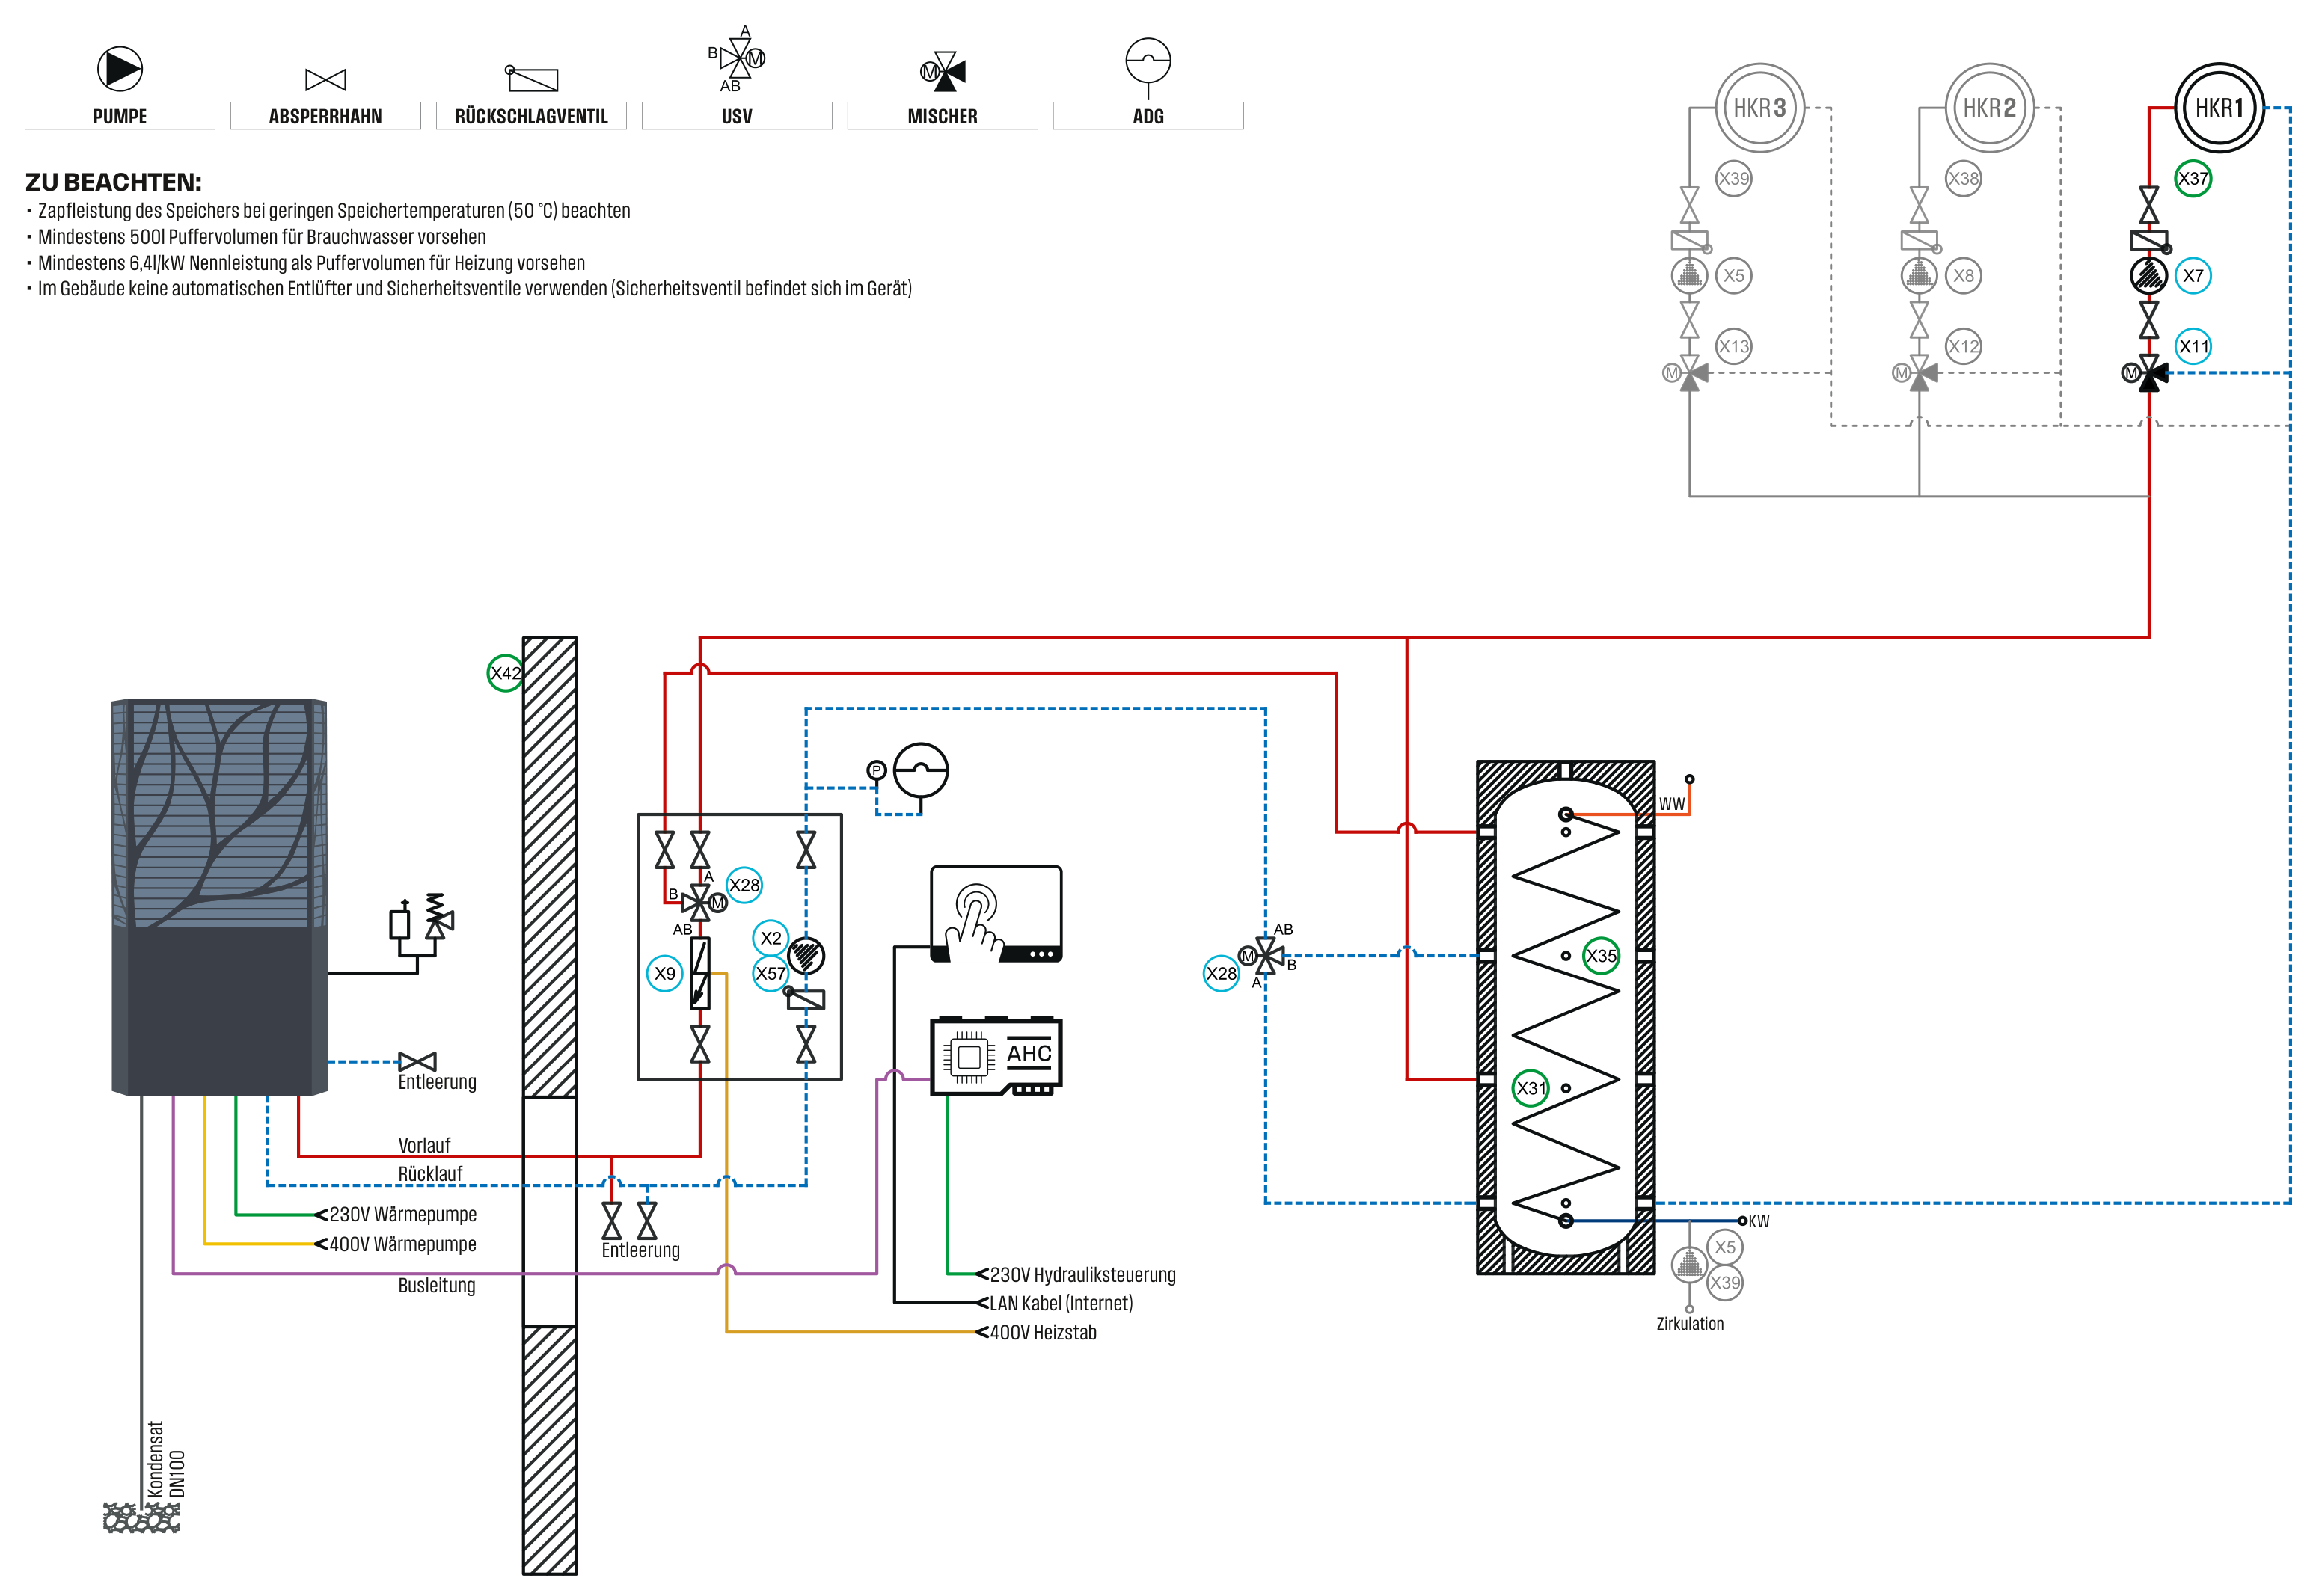 A
B
M
AB
M
PUMPE
ABSPERRHAHN
RÜCKSCHLAGVENTIL
USV
MISCHER
ADG
HKR3
HKR2
HKR1
ZU BEACHTEN:
· Zapfleistung des Speichers bei geringen Speichertemperaturen (50 °C) beachten
· Mindestens 500l Puffervolumen für Brauchwasser vorsehen
· Mindestens 6,4l/kW Nennleistung als Puffervolumen für Heizung vorsehen
· Im Gebäude keine automatischen Entlüfter und Sicherheitsventile verwenden (Sicherheitsventil befindet sich im Gerät)
X39
X38
X37
X5
X8
X7
X13
X12
X11
M
M
M
X42
P
WW
A
X28
B
M
AB
X2
X9
X57
AB
M
B
X28
A
X35
AHC
X31
Entleerung
Vorlauf
Rücklauf
230V Wärmepumpe
400V Wärmepumpe
Entleerung
Busleitung
230V Hydrauliksteuerung
LAN Kabel (Internet)
400V Heizstab
KW
X5
X39
Zirkulation
Kondensat
DN100